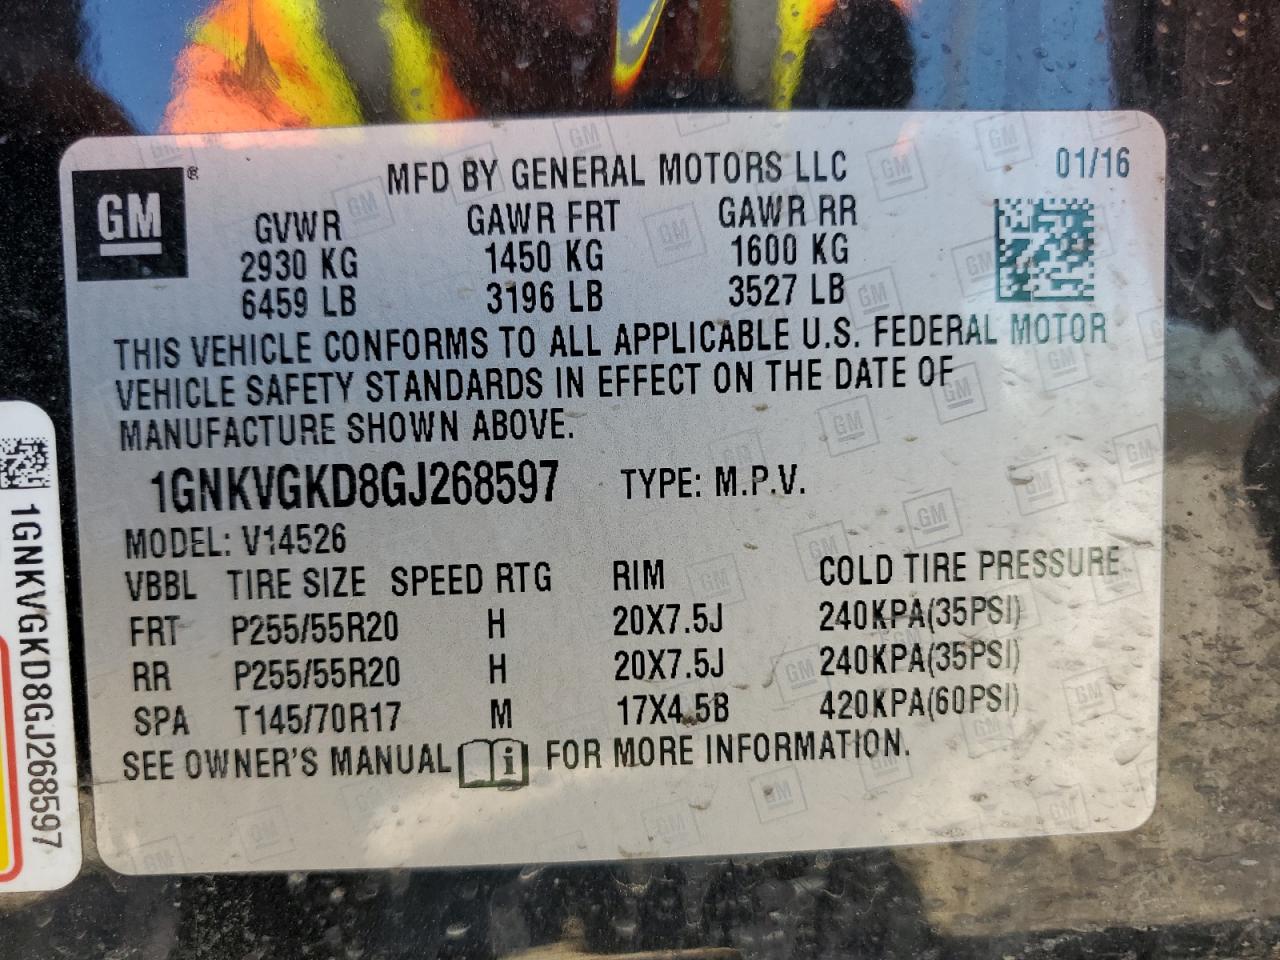 GM ®
MFD BY GENERAL MOTORS LLC 01/16
GVWR GAWR FRT GAWR RR
2930 KG 1450 KG 1600 KG
6459 LB 3196 LB 3527 LB
THIS VEHICLE CONFORMS TO ALL APPLICABLE U.S. FEDERAL MOTOR
VEHICLE SAFETY STANDARDS IN EFFECT ON THE DATE OF
MANUFACTURE SHOWN ABOVE.
1GNKVGKD8GJ268597 TYPE: M.P.V.
MODEL: V14526
VBBL TIRE SIZE SPEED RTG RIM COLD TIRE PRESSURE
FRT P255/55R20 H 20X7.5J 240KPA(35PSI)
RR P255/55R20 H 20X7.5J 240KPA(35PSI)
SPA T145/70R17 M 17X4.5B 420KPA(60PSI)
SEE OWNER'S MANUAL i FOR MORE INFORMATION.
1GNKVGKD8GJ268597